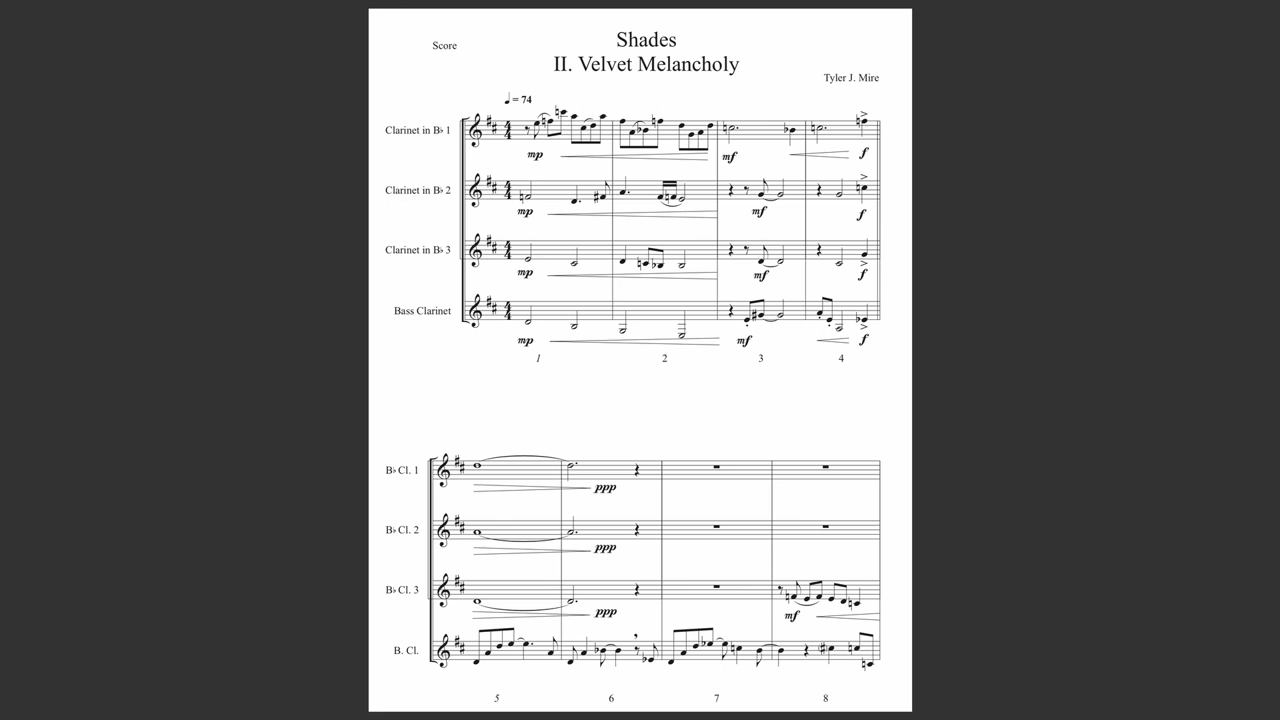 Score
Shades
II. Velvet Melancholy
Tyler J. Mire
♩ = 74
Clarinet in B♭ 1
mp
mf
f
Clarinet in B♭ 2
mp
mf
f
Clarinet in B♭ 3
mp
mf
f
Bass Clarinet
mp
mf
f
1 2 3 4
B♭ Cl. 1
ppp
B♭ Cl. 2
ppp
B♭ Cl. 3
ppp
mf
B. Cl.
5 6 7 8